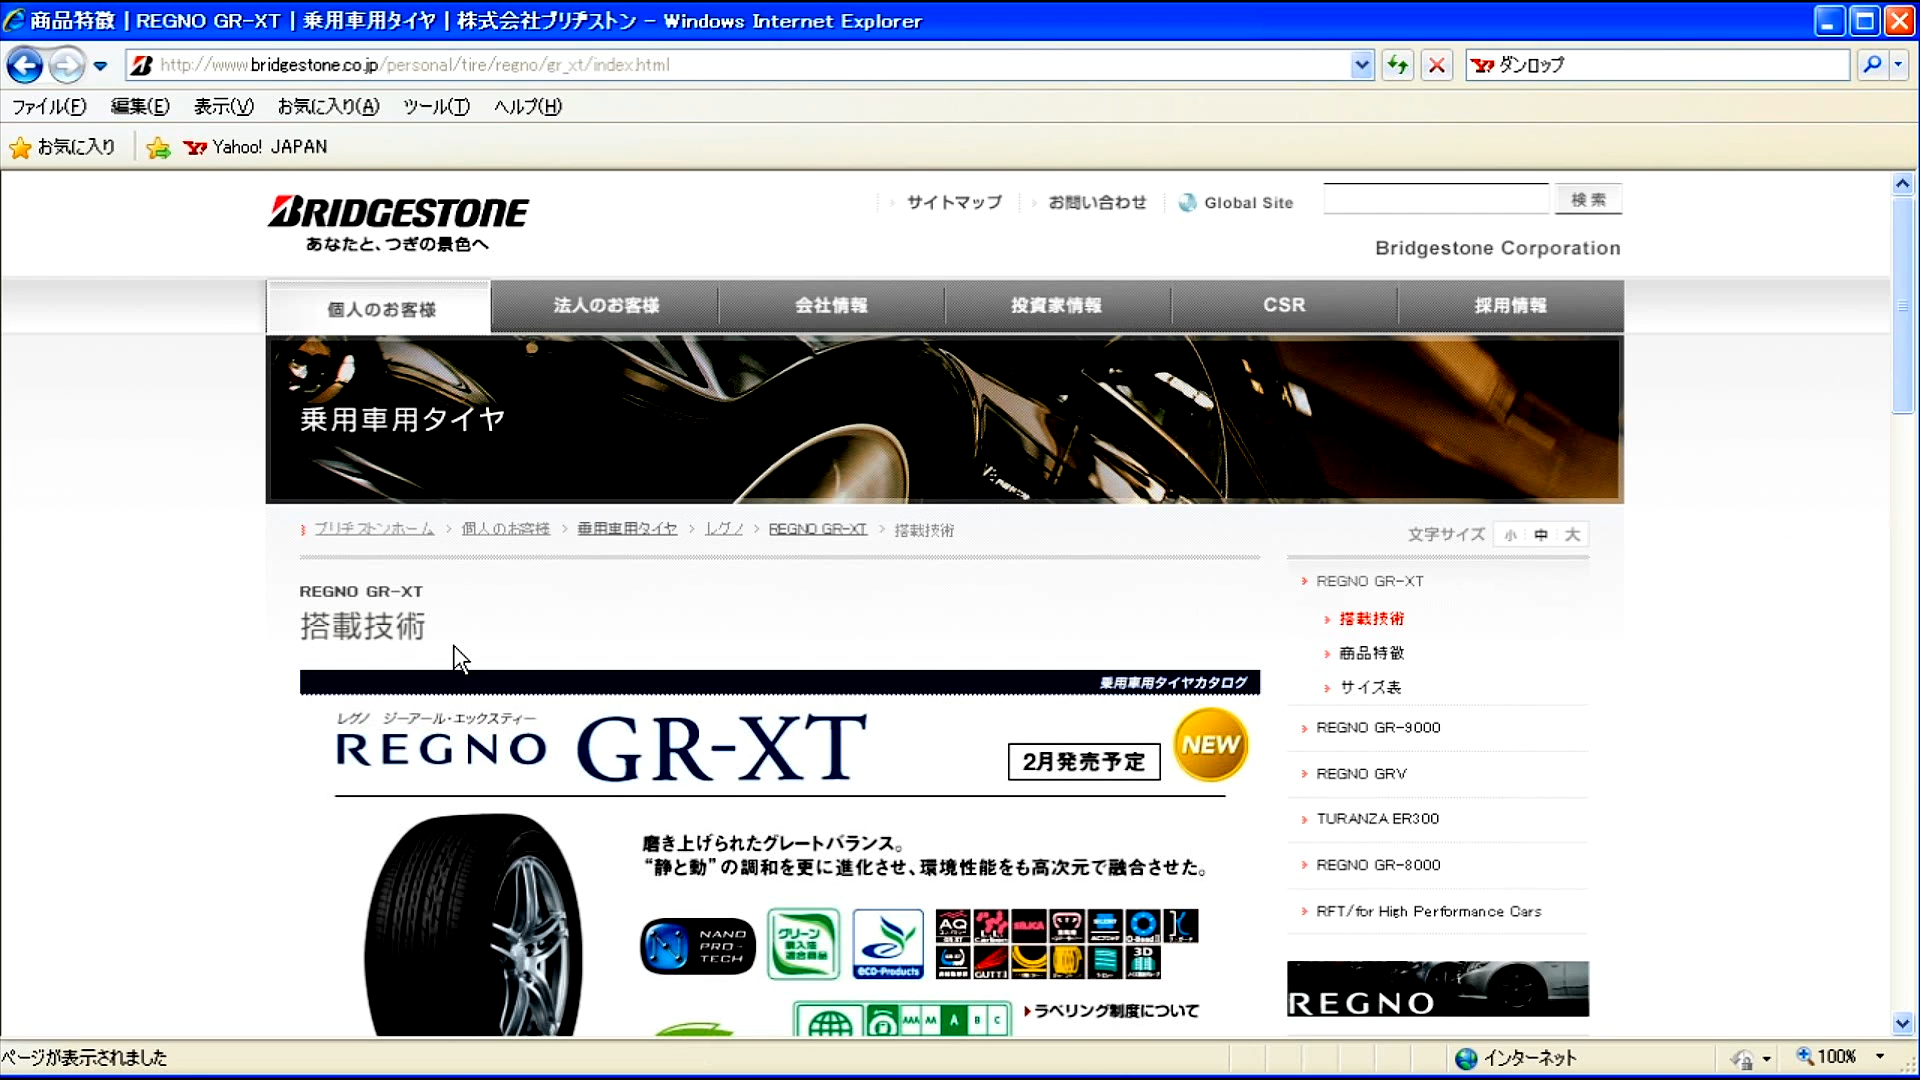 商品特徴 | REGNO GR-XT | 乗用車用タイヤ | 株式会社ブリヂストン - Windows Internet Explorer
http://www.bridgestone.co.jp/personal/tire/regno/gr_xt/index.html
ダンロップ
ファイル(F) 編集(E) 表示(V) お気に入り(A) ツール(T) ヘルプ(H)
お気に入り Yahoo! JAPAN
BRIDGESTONE
あなたと、つぎの景色へ
サイトマップ お問い合わせ Global Site 検索
Bridgestone Corporation
個人のお客様 法人のお客様 会社情報 投資家情報 CSR 採用情報
乗用車用タイヤ
ブリヂストンホーム > 個人のお客様 > 乗用車用タイヤ > レグノ > REGNO GR-XT > 搭載技術
文字サイズ 小 中 大
REGNO GR-XT
搭載技術
乗用車用タイヤカタログ
レグノ ジーアール・エックスティー
REGNO GR-XT
2月発売予定
NEW
磨き上げられたグレートバランス。
“静と動”の調和を更に進化させ、環境性能をも高次元で融合させた。
NANO PRO-TECH
グリーン購入法適合商品
eco-Products
AQ
SILICA
O-Bead
GUTT
3D
AAA AA A B C
ラベリング制度について
REGNO GR-XT
搭載技術
商品特徴
サイズ表
REGNO GR-9000
REGNO GRV
TURANZA ER300
REGNO GR-8000
RFT/for High Performance Cars
REGNO
ページが表示されました
インターネット
100%